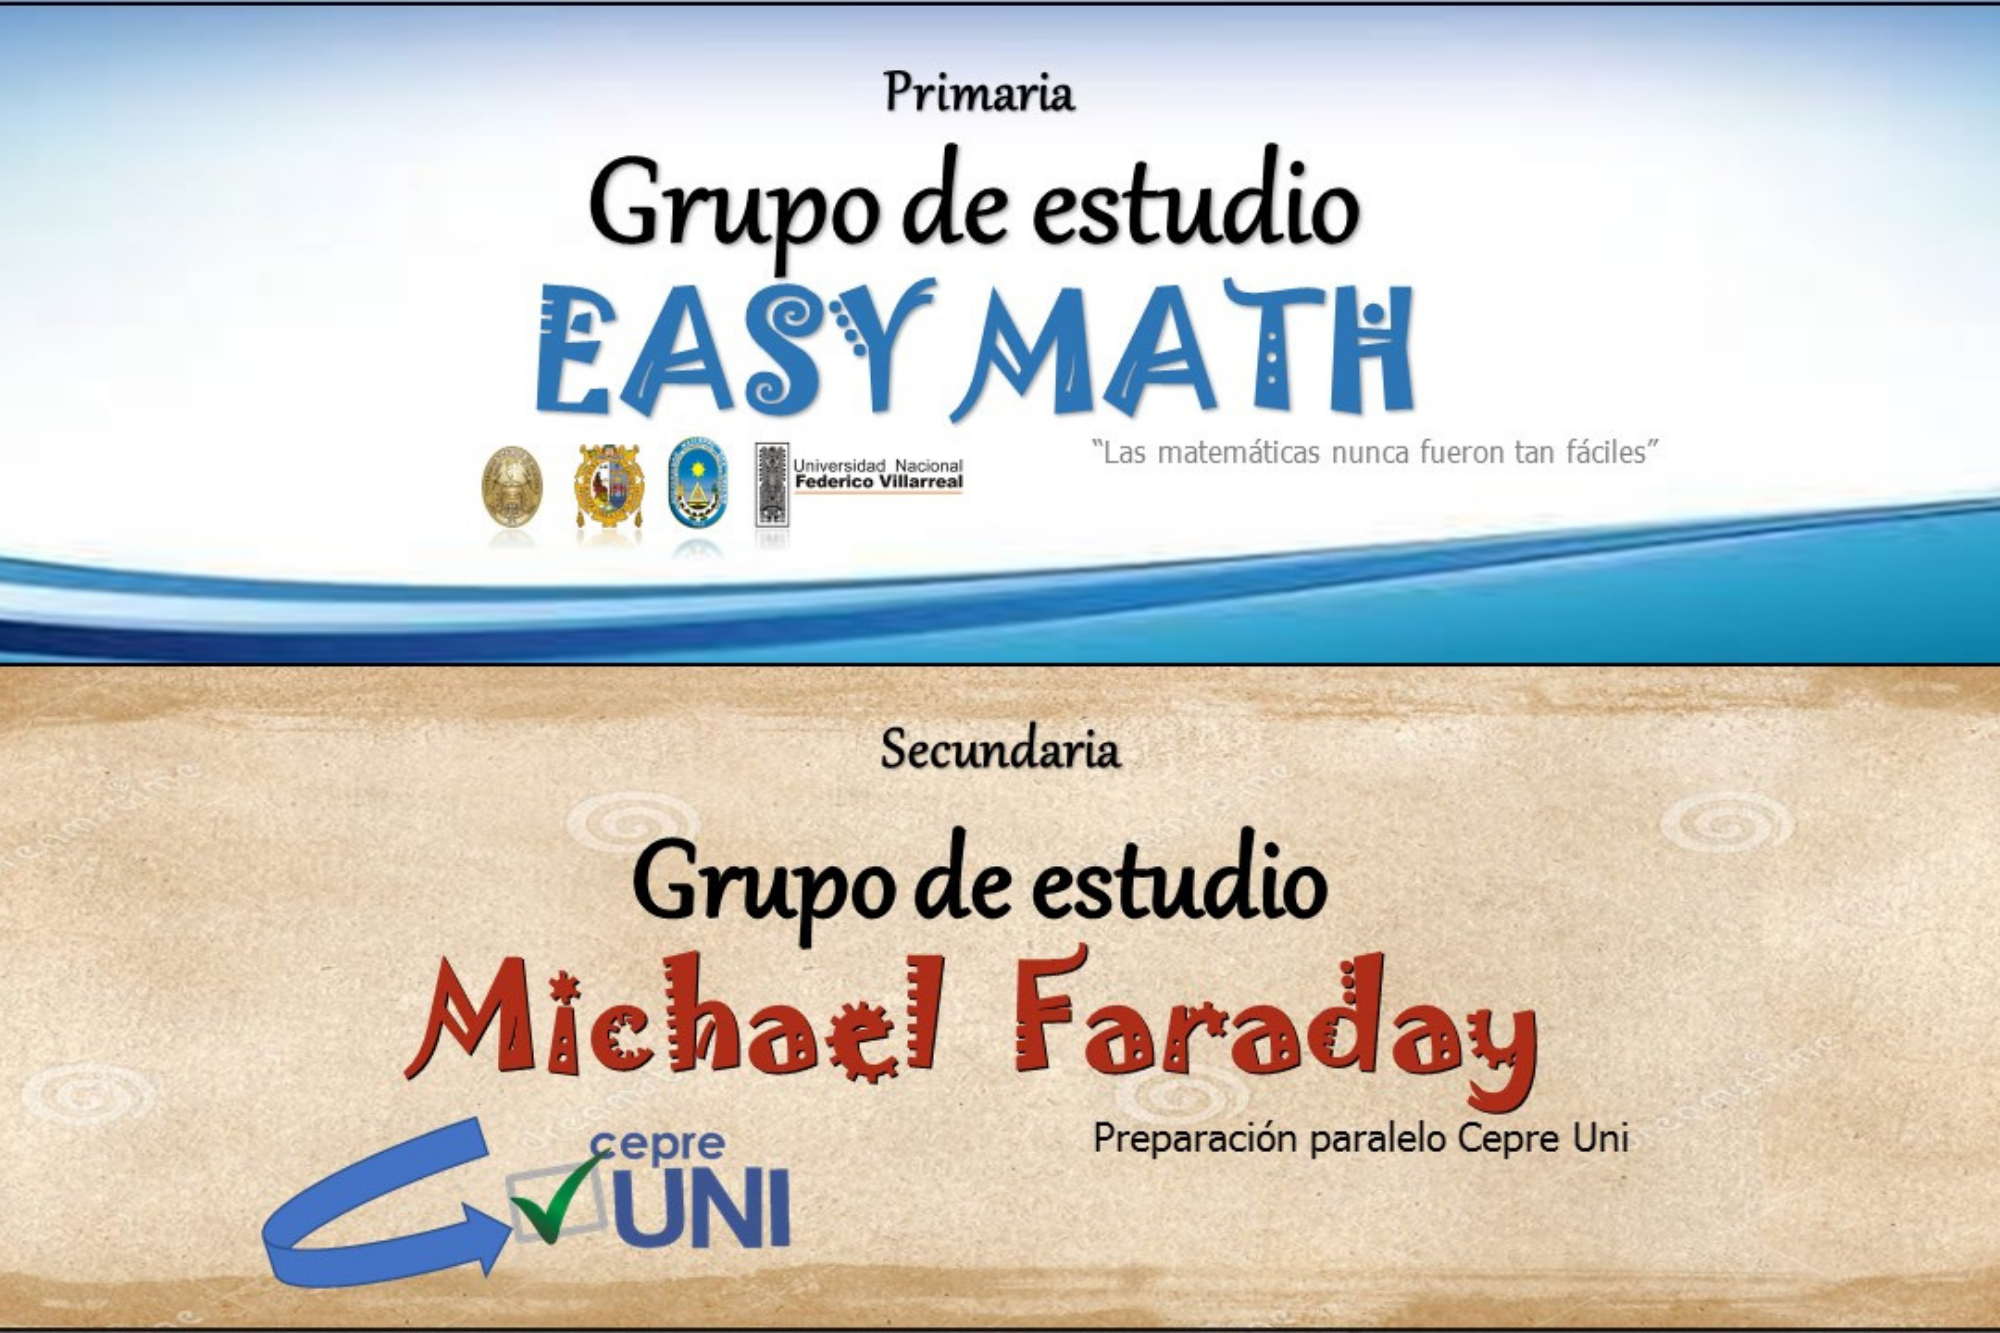 Primaria
Grupo de estudio
EASY MATH
"Las matemáticas nunca fueron tan fáciles"
Universidad Nacional
Federico Villarreal
Secundaria
Grupo de estudio
Michael Faraday
Preparación paralelo Cepre Uni
cepre
UNI